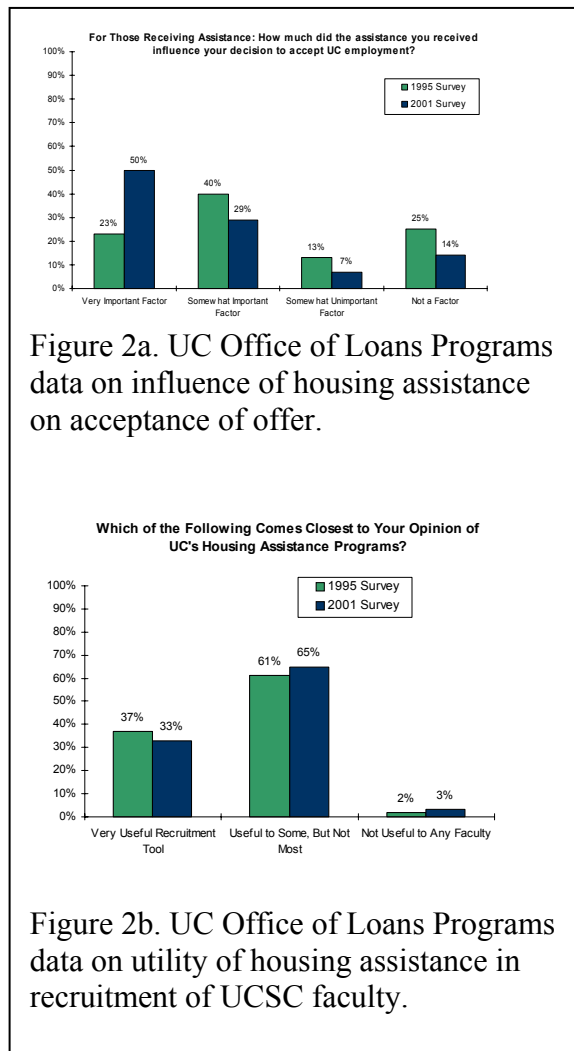 For Those Receiving Assistance: How much did the assistance you received
influence your decision to accept UC employment?
100%
90%
80%
70%
60%
50%
40%
30%
20%
10%
0%
1995 Survey
2001 Survey
23%
50%
40%
29%
13%
7%
25%
14%
Very Important Factor
Somewhat Important
Factor
Somewhat Unimportant
Factor
Not a Factor
Figure 2a. UC Office of Loans Programs
data on influence of housing assistance
on acceptance of offer.
Which of the Following Comes Closest to Your Opinion of
UC's Housing Assistance Programs?
100%
90%
80%
70%
60%
50%
40%
30%
20%
10%
0%
1995 Survey
2001 Survey
37%
33%
61%
65%
2%
3%
Very Useful Recruitment
Tool
Useful to Some, But Not
Most
Not Useful to Any Faculty
Figure 2b. UC Office of Loans Programs
data on utility of housing assistance in
recruitment of UCSC faculty.